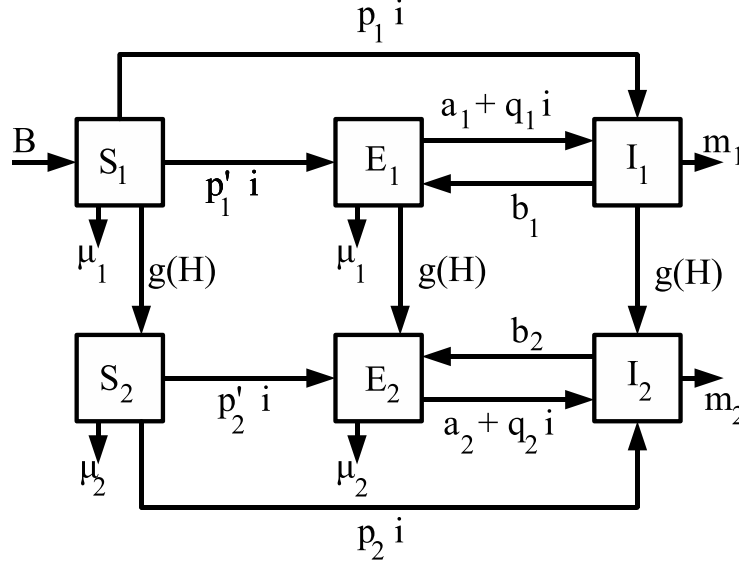 p₁ i
B
S₁
p'₁ i
E₁
a₁ + q₁ i
b₁
I₁
m₁
μ₁
g(H)
μ₁
g(H)
g(H)
S₂
p'₂ i
E₂
b₂
a₂ + q₂ i
I₂
m₂
μ₂
μ₂
p₂ i